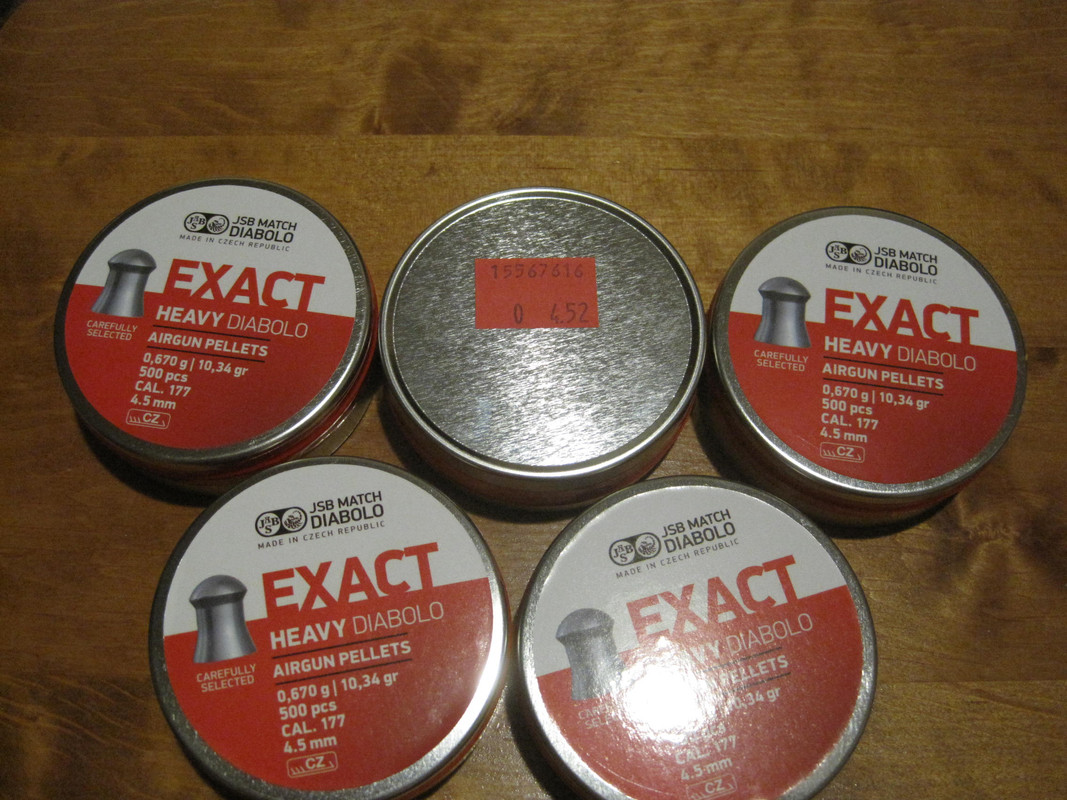 JSB MATCH
DIABOLO
MADE IN CZECH REPUBLIC
EXACT
HEAVY DIABOLO
CAREFULLY
SELECTED
AIRGUN PELLETS
0,670 g | 10,34 gr
500 pcs
CAL. 177
4.5 mm
CZ
15567616
0 4.52
JSB MATCH
DIABOLO
MADE IN CZECH REPUBLIC
EXACT
HEAVY DIABOLO
CAREFULLY
SELECTED
AIRGUN PELLETS
0,670 g | 10,34 gr
500 pcs
CAL. 177
4.5 mm
CZ
JSB MATCH
DIABOLO
MADE IN CZECH REPUBLIC
EXACT
HEAVY DIABOLO
CAREFULLY
SELECTED
AIRGUN PELLETS
0,670 g | 10,34 gr
500 pcs
CAL. 177
4.5 mm
CZ
JSB MATCH
DIABOLO
MADE IN CZECH REPUBLIC
EXACT
DIABOLO
PELLETS
10,34 gr
CAL. 177
4.5 mm
CZ